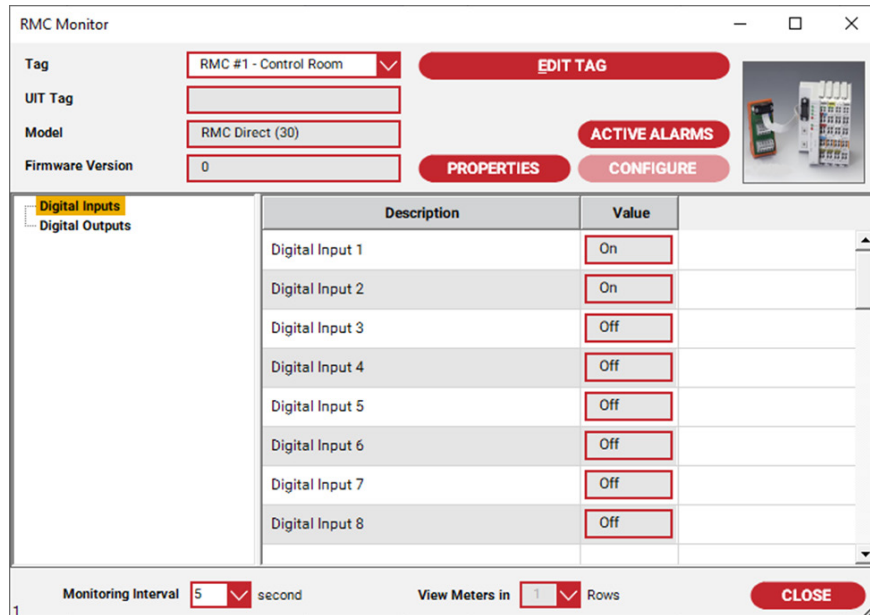 RMC Monitor
Tag RMC #1 - Control Room EDIT TAG
UIT Tag
Model RMC Direct (30) ACTIVE ALARMS
Firmware Version 0 PROPERTIES CONFIGURE
Digital Inputs
Digital Outputs
Description Value
Digital Input 1 On
Digital Input 2 On
Digital Input 3 Off
Digital Input 4 Off
Digital Input 5 Off
Digital Input 6 Off
Digital Input 7 Off
Digital Input 8 Off
Monitoring Interval 5 second View Meters in 1 Rows CLOSE
1